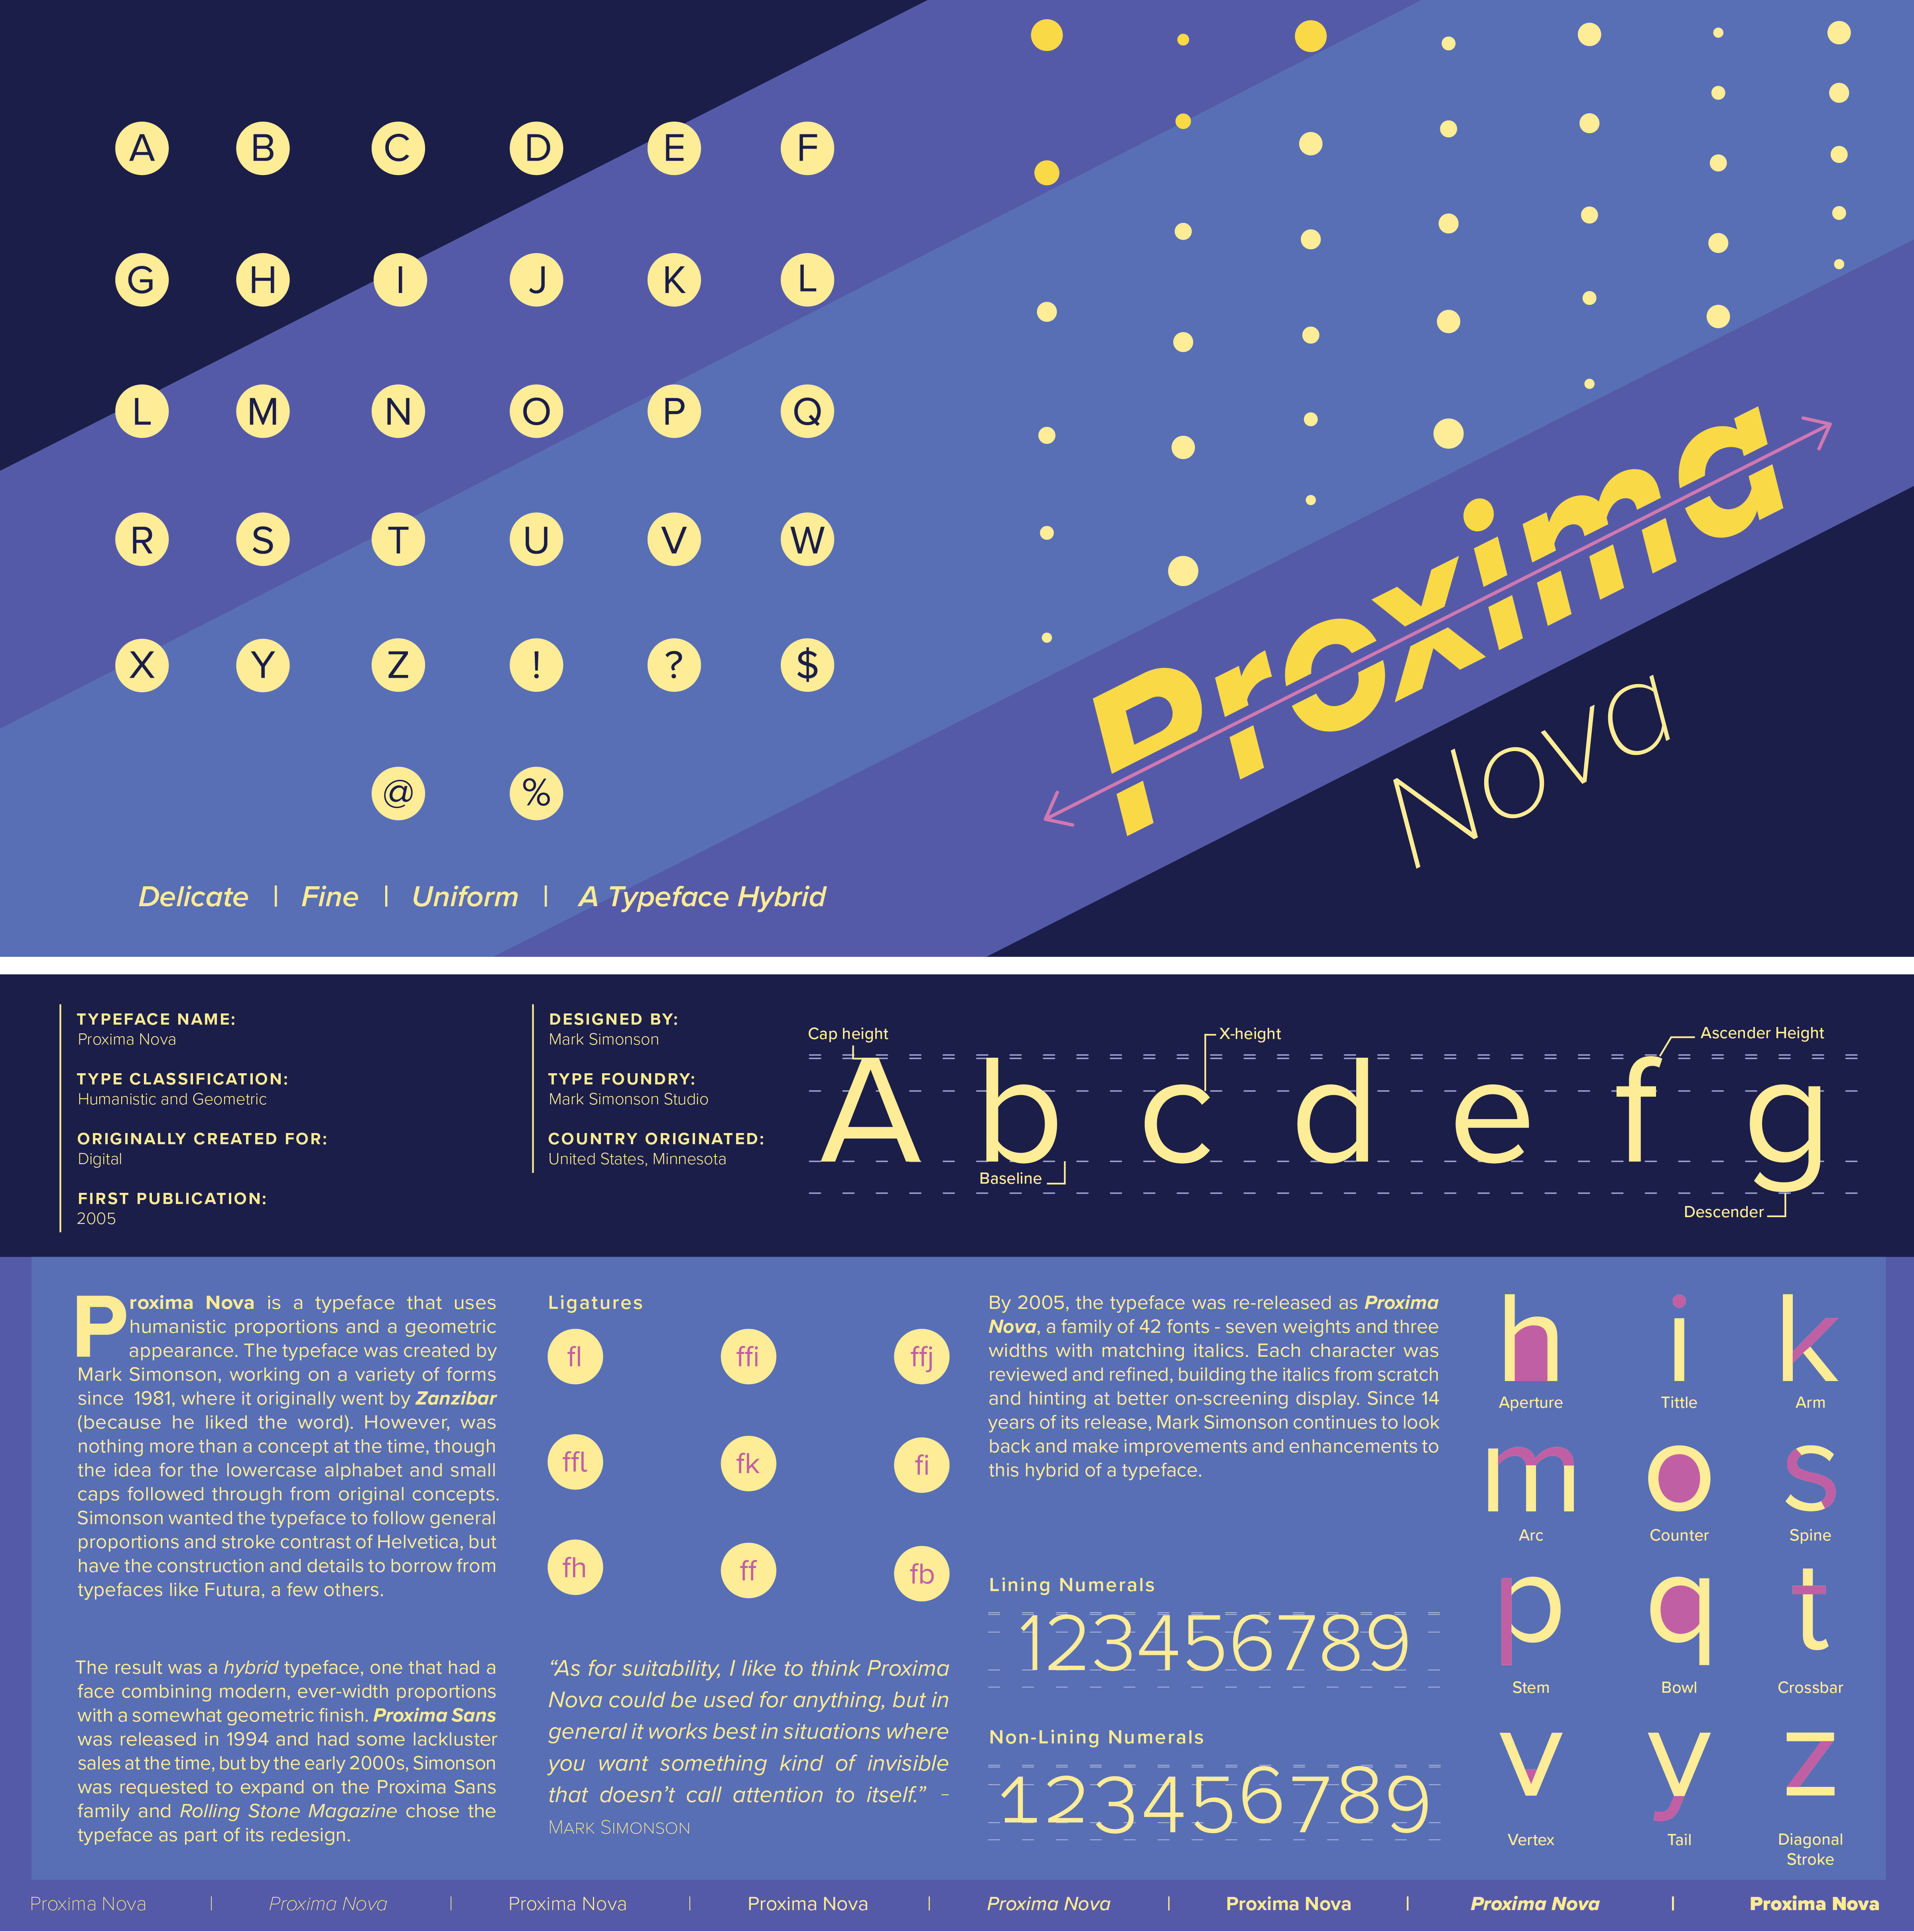 A B C D E F
G H I J K L
L M N O P Q
R S T U V W
X Y Z ! ? $
@ %
Delicate | Fine | Uniform | A Typeface Hybrid
Proxima
Nova
TYPEFACE NAME:
Proxima Nova
TYPE CLASSIFICATION:
Humanistic and Geometric
ORIGINALLY CREATED FOR:
Digital
FIRST PUBLICATION:
2005
DESIGNED BY:
Mark Simonson
TYPE FOUNDRY:
Mark Simonson Studio
COUNTRY ORIGINATED:
United States, Minnesota
Cap height
X-height
Ascender Height
A b c d e f g
Baseline
Descender
Proxima Nova is a typeface that uses
humanistic proportions and a geometric
appearance. The typeface was created by
Mark Simonson, working on a variety of forms
since 1981, where it originally went by Zanzibar
(because he liked the word). However, was
nothing more than a concept at the time, though
the idea for the lowercase alphabet and small
caps followed through from original concepts.
Simonson wanted the typeface to follow general
proportions and stroke contrast of Helvetica, but
have the construction and details to borrow from
typefaces like Futura, a few others.
The result was a hybrid typeface, one that had a
face combining modern, ever-width proportions
with a somewhat geometric finish. Proxima Sans
was released in 1994 and had some lackluster
sales at the time, but by the early 2000s, Simonson
was requested to expand on the Proxima Sans
family and Rolling Stone Magazine chose the
typeface as part of its redesign.
Ligatures
fl ffi ffj
ffl fk fi
fh ff fb
“As for suitability, I like to think Proxima
Nova could be used for anything, but in
general it works best in situations where
you want something kind of invisible
that doesn’t call attention to itself.” -
MARK SIMONSON
By 2005, the typeface was re-released as Proxima
Nova, a family of 42 fonts - seven weights and three
widths with matching italics. Each character was
reviewed and refined, building the italics from scratch
and hinting at better on-screening display. Since 14
years of its release, Mark Simonson continues to look
back and make improvements and enhancements to
this hybrid of a typeface.
Lining Numerals
123456789
Non-Lining Numerals
123456789
h i k
Aperture Tittle Arm
m o s
Arc Counter Spine
p q t
Stem Bowl Crossbar
v y z
Vertex Tail Diagonal
Stroke
Proxima Nova | Proxima Nova | Proxima Nova | Proxima Nova | Proxima Nova | Proxima Nova | Proxima Nova | Proxima Nova